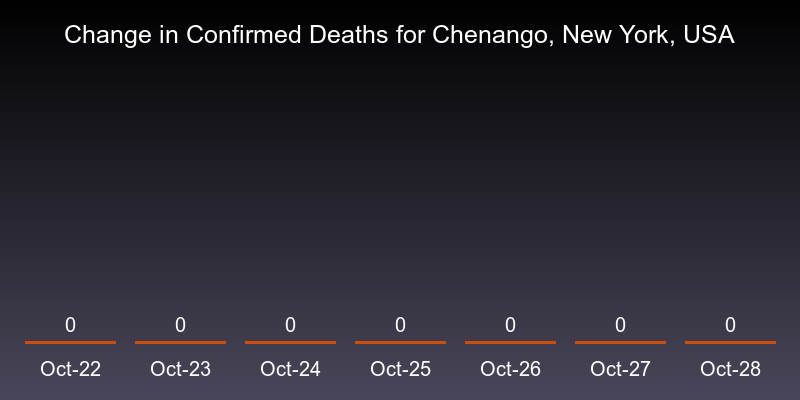 Change in Confirmed Deaths for Chenango, New York, USA
0 0 0 0 0 0 0
Oct-22 Oct-23 Oct-24 Oct-25 Oct-26 Oct-27 Oct-28